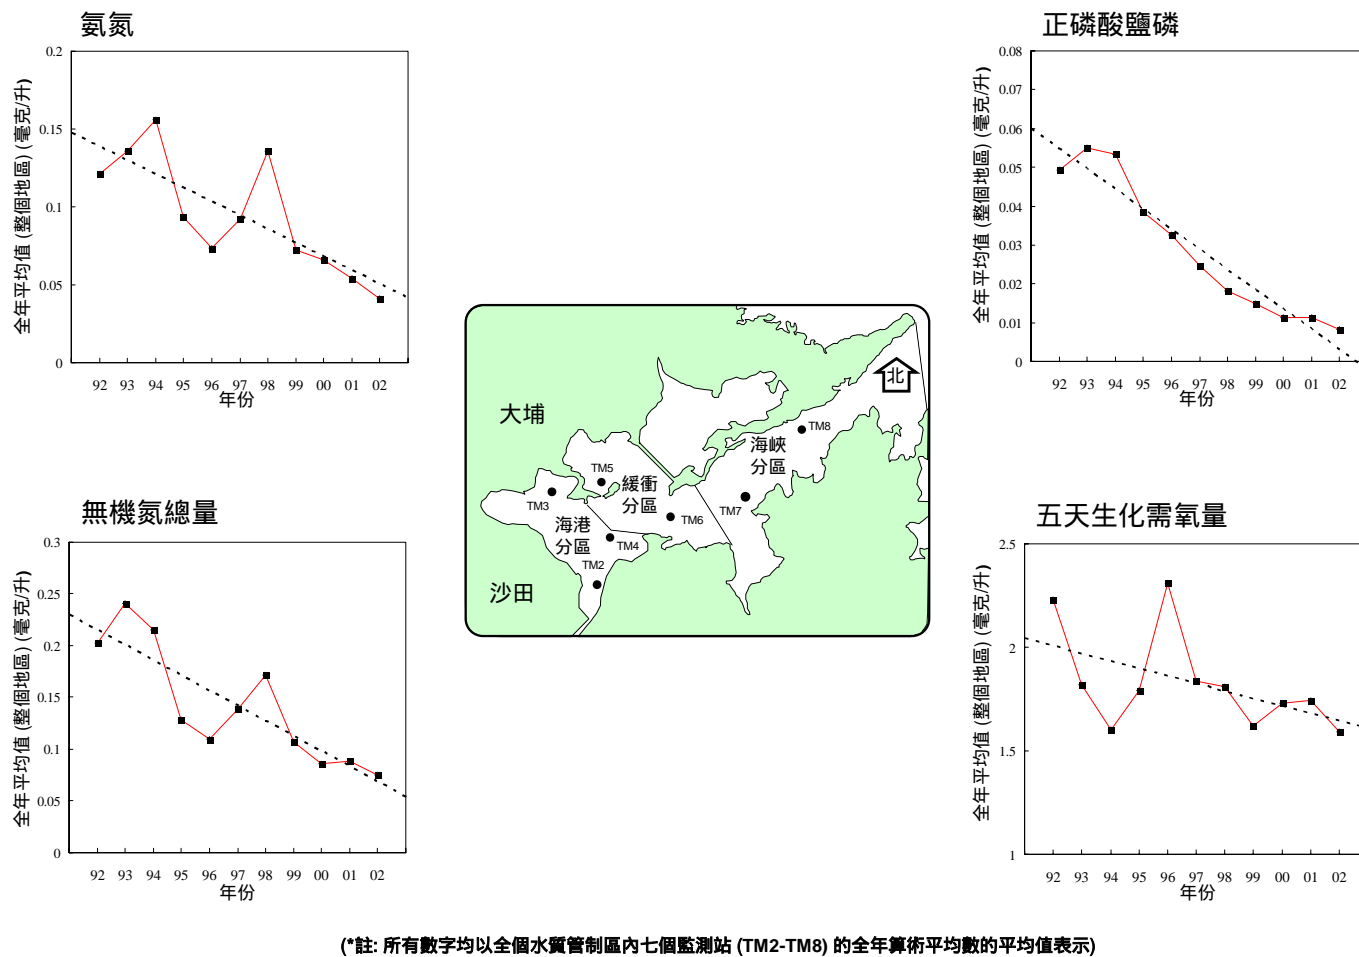 氨氮
全年平均值 (整個地區) (毫克/升)
0.2
0.15
0.1
0.05
0
92 93 94 95 96 97 98 99 00 01 02
年份
正磷酸鹽磷
全年平均值 (整個地區) (毫克/升)
0.08
0.07
0.06
0.05
0.04
0.03
0.02
0.01
0
92 93 94 95 96 97 98 99 00 01 02
年份
北
大埔
TM8
海峽
分區
TM5
緩衝
分區
TM3
TM7
TM6
海港
分區
TM4
TM2
沙田
無機氮總量
全年平均值 (整個地區) (毫克/升)
0.3
0.25
0.2
0.15
0.1
0.05
0
92 93 94 95 96 97 98 99 00 01 02
年份
五天生化需氧量
全年平均值 (整個地區) (毫克/升)
2.5
2
1.5
1
92 93 94 95 96 97 98 99 00 01 02
年份
(*註: 所有數字均以全個水質管制區內七個監測站 (TM2-TM8) 的全年算術平均數的平均值表示)